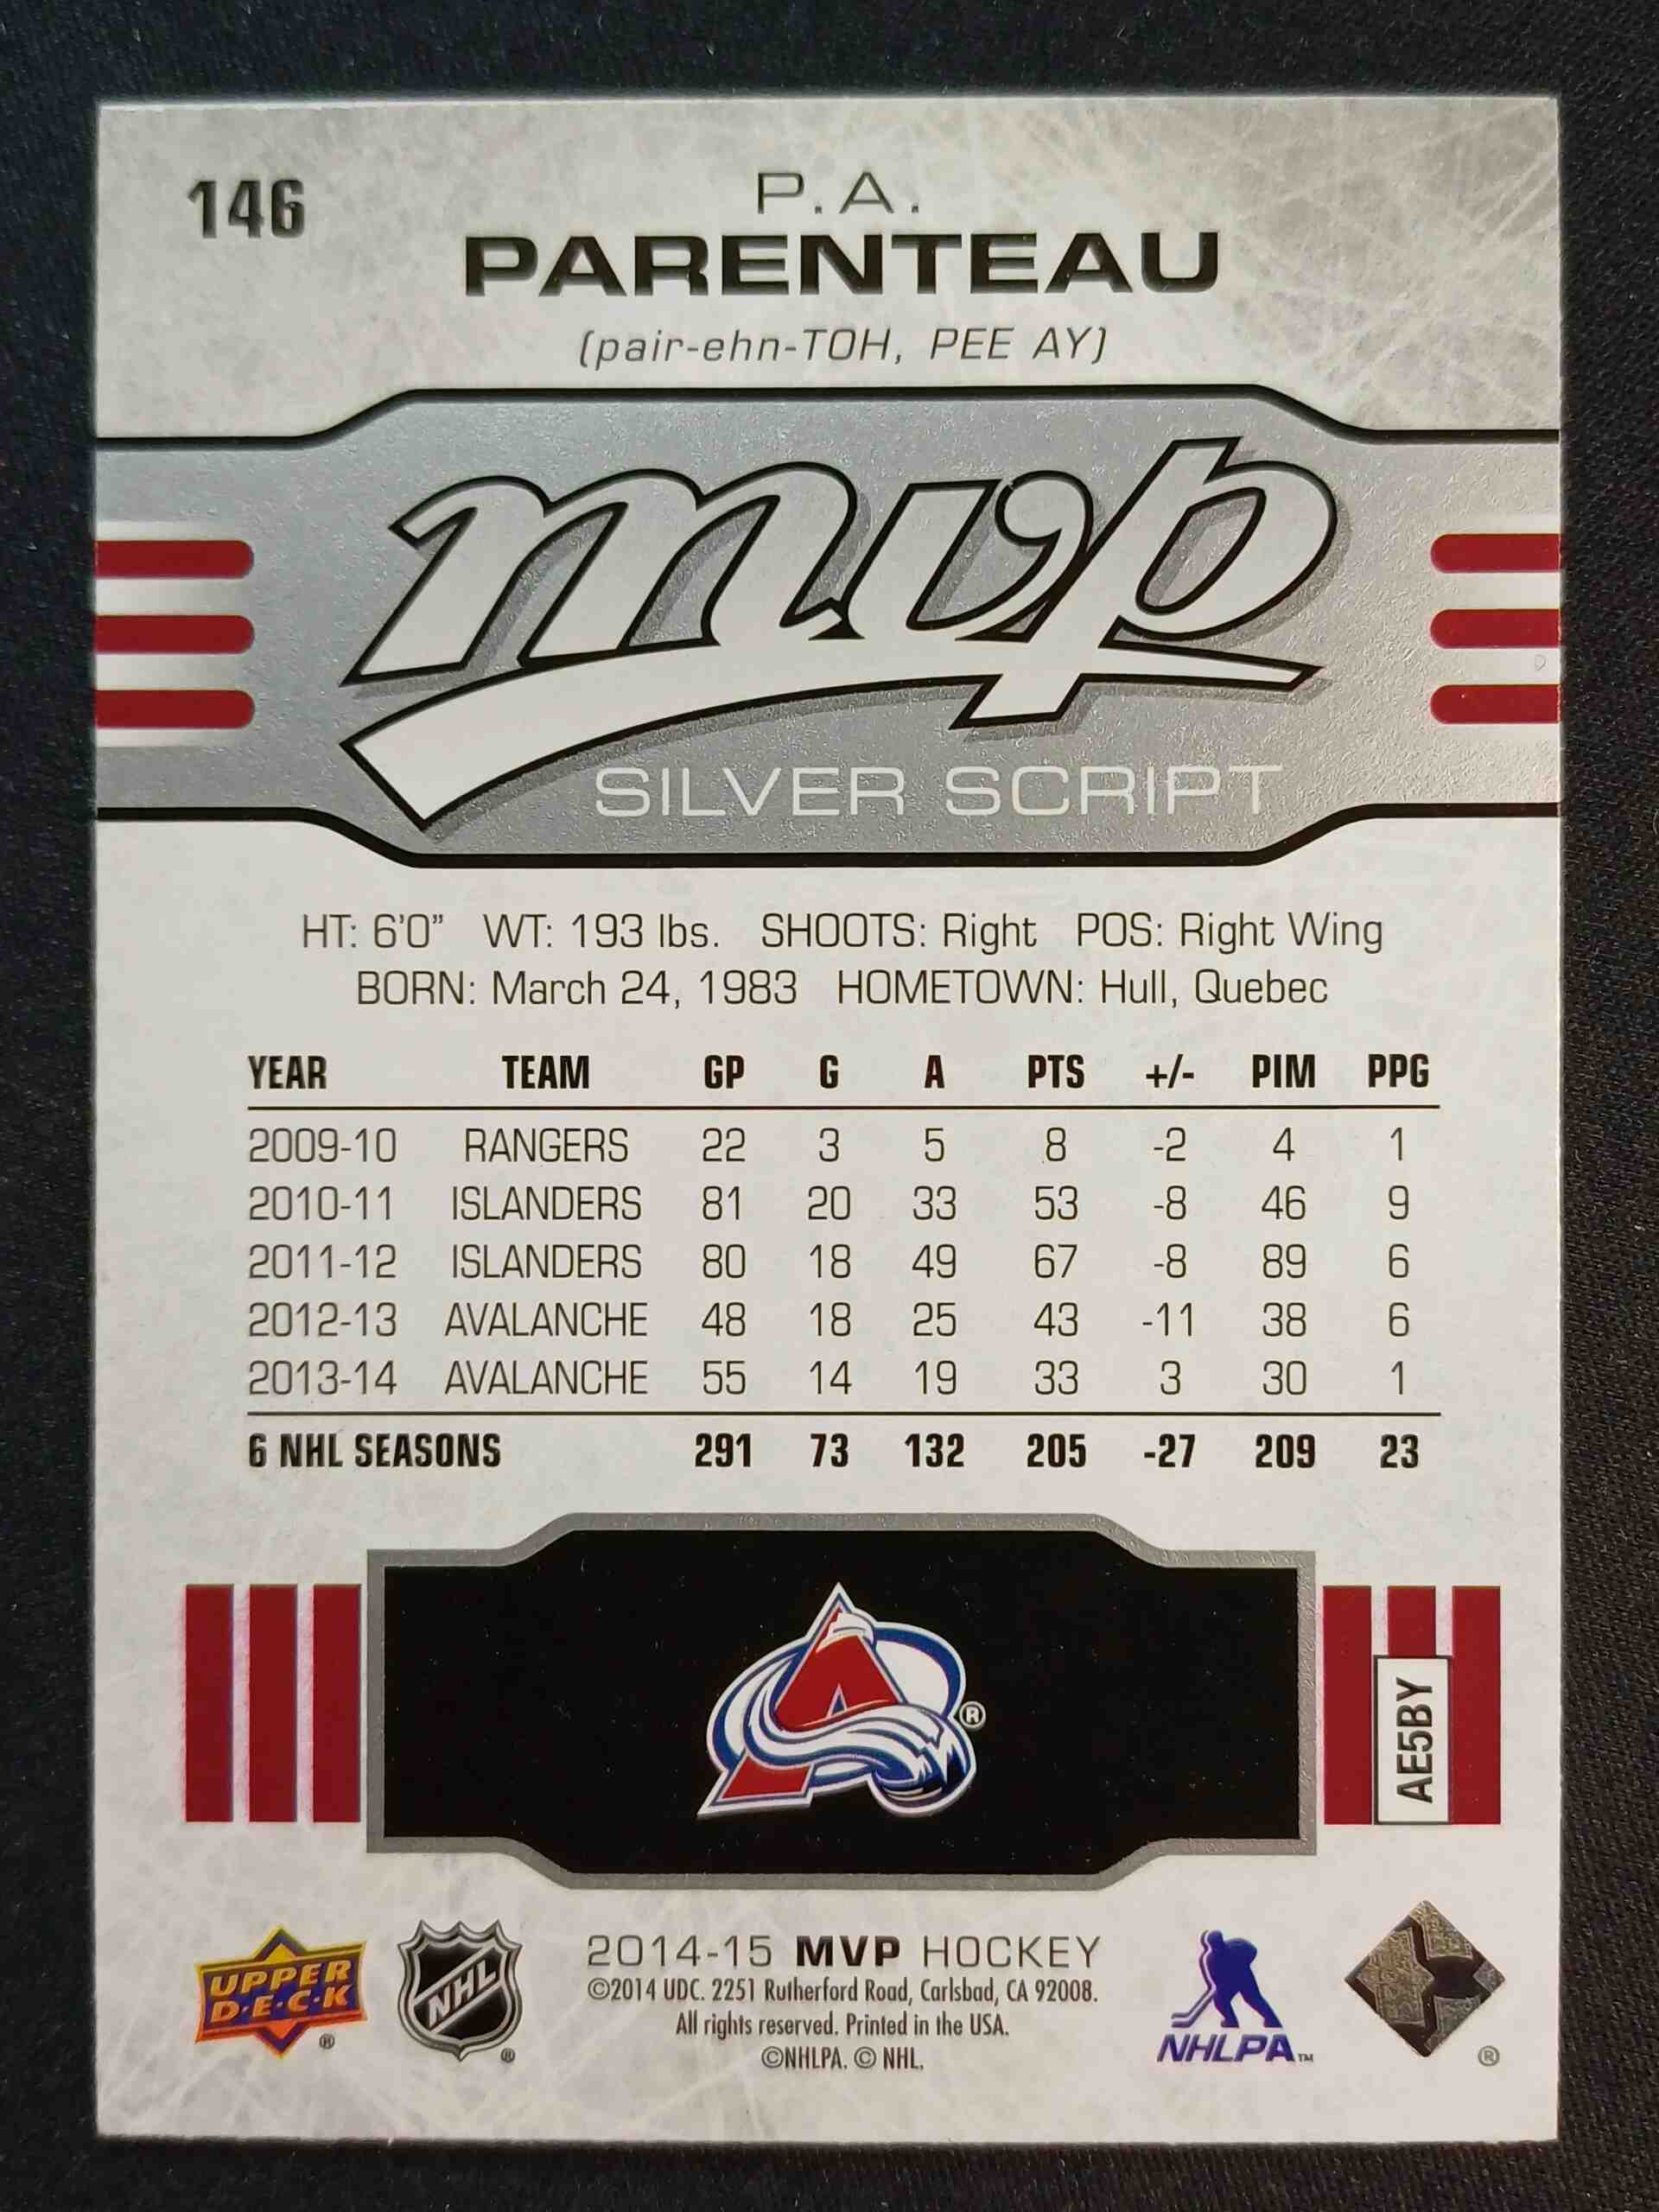 146
P.A.
PARENTEAU
(pair-ehn-TOH, PEE AY)
mvp
SILVER SCRIPT
HT: 6'0" WT: 193 lbs. SHOOTS: Right POS: Right Wing
BORN: March 24, 1983 HOMETOWN: Hull, Quebec
YEAR TEAM GP G A PTS +/- PIM PPG
2009-10 RANGERS 22 3 5 8 -2 4 1
2010-11 ISLANDERS 81 20 33 53 -8 46 9
2011-12 ISLANDERS 80 18 49 67 -8 89 6
2012-13 AVALANCHE 48 18 25 43 -11 38 6
2013-14 AVALANCHE 55 14 19 33 3 30 1
6 NHL SEASONS 291 73 132 205 -27 209 23
A ®
AE5BY
UPPER
D·E·C·K ®
NHL ®
2014-15 MVP HOCKEY
©2014 UDC. 2251 Rutherford Road, Carlsbad, CA 92008.
All rights reserved. Printed in the USA.
©NHLPA. © NHL.
NHLPA™
®